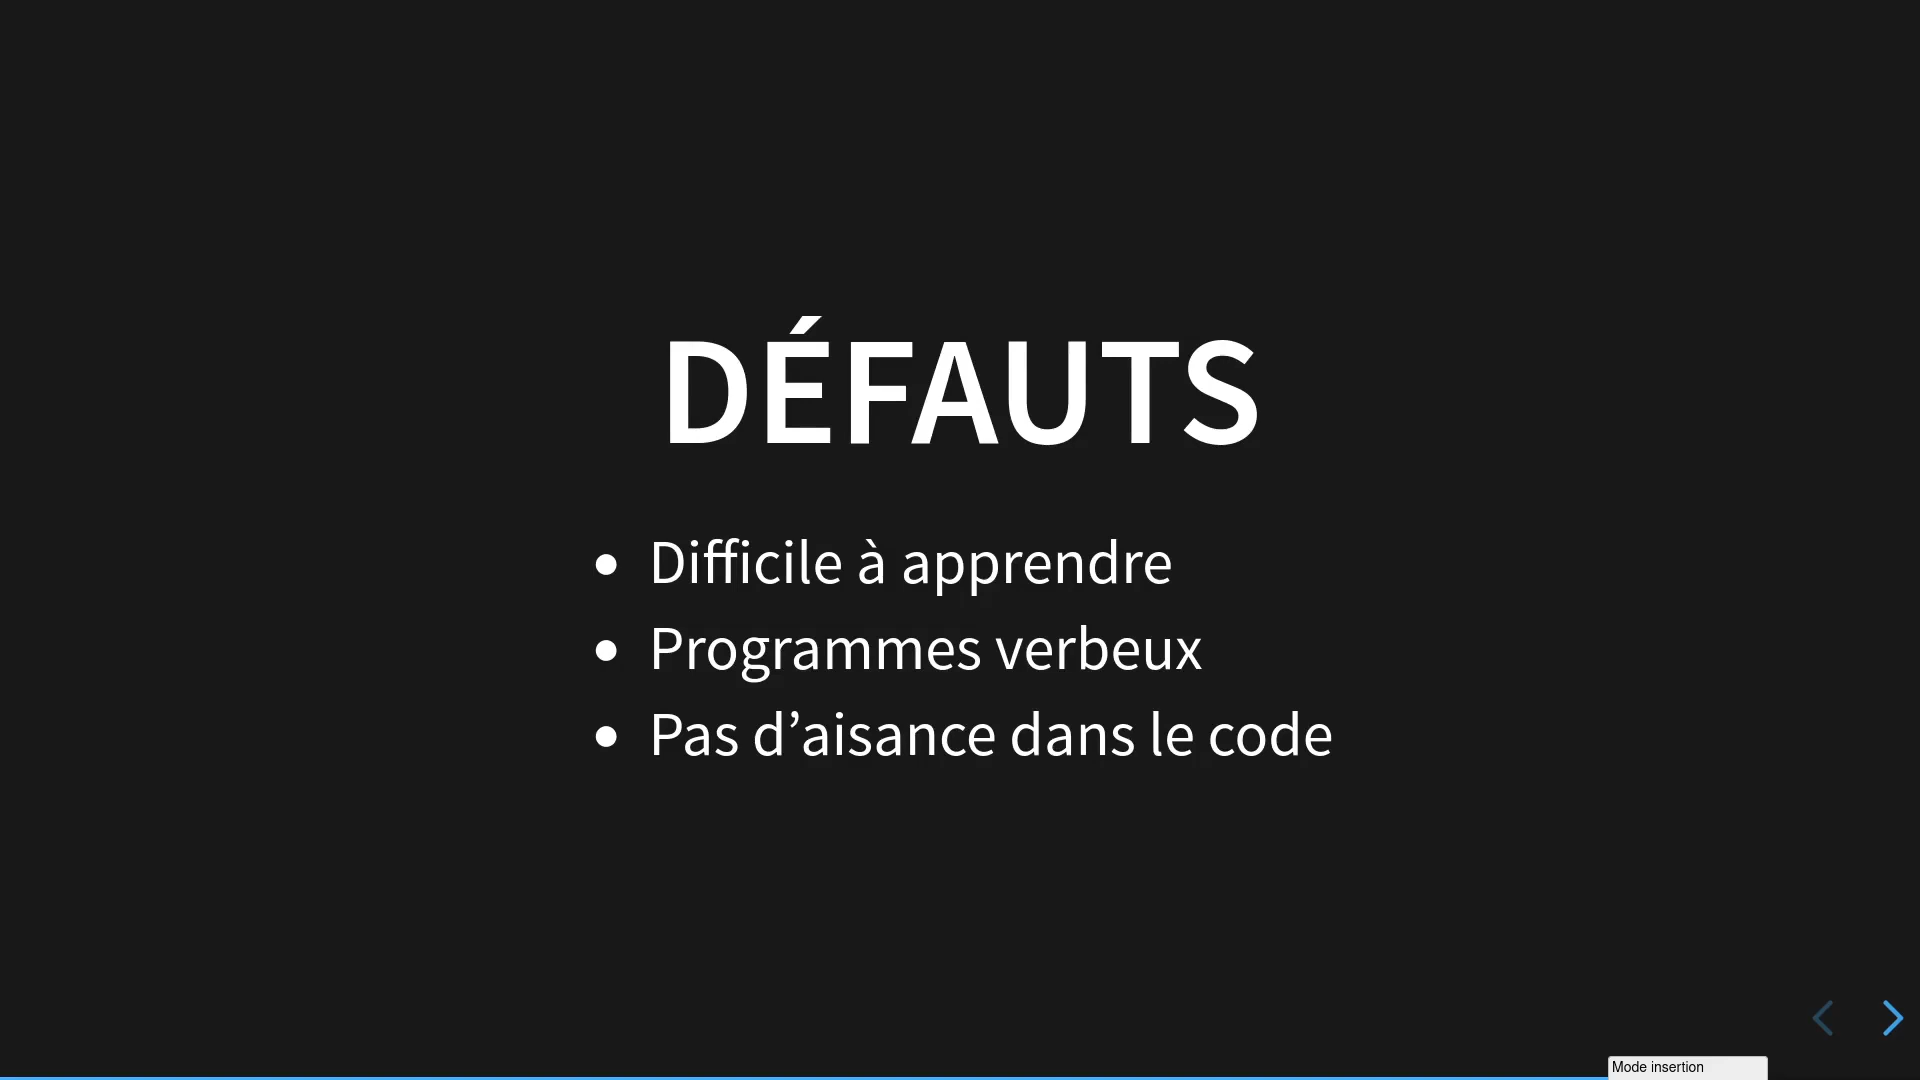 DÉFAUTS
Difficile à apprendre
Programmes verbeux
Pas d’aisance dans le code
Mode insertion